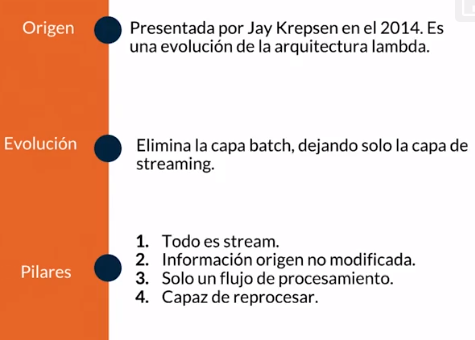 Origen
Presentada por Jay Krepsen en el 2014. Es
una evolución de la arquitectura lambda.
Evolución
Elimina la capa batch, dejando solo la capa de
streaming.
Pilares
1. Todo es stream.
2. Información origen no modificada.
3. Solo un flujo de procesamiento.
4. Capaz de reprocesar.